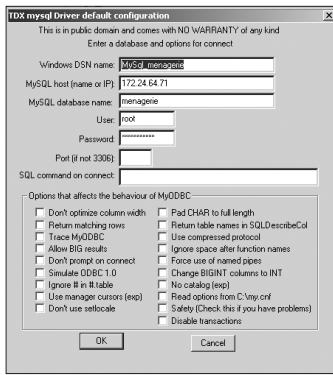 TDX mysql Driver default configuration
This is in public domain and comes with NO WARRANTY of any kind
Enter a database and options for connect
Windows DSN name: MySql_menagerie
MySQL host (name or IP): 172.24.64.71
MySQL database name: menagerie
User: root
Password: ***********
Port (if not 3306):
SQL command on connect:
Options that affects the behaviour of MyODBC
Don't optimize column width
Return matching rows
Trace MyODBC
Allow BIG results
Don't prompt on connect
Simulate ODBC 1.0
Ignore # in #.table
Use manager cursors (exp)
Don't use setlocale
Pad CHAR to full length
Return table names in SQLDescribeCol
Use compressed protocol
Ignore space after function names
Force use of named pipes
Change BIGINT columns to INT
No catalog (exp)
Read options from C:\my.cnf
Safety (Check this if you have problems)
Disable transactions
OK
Cancel